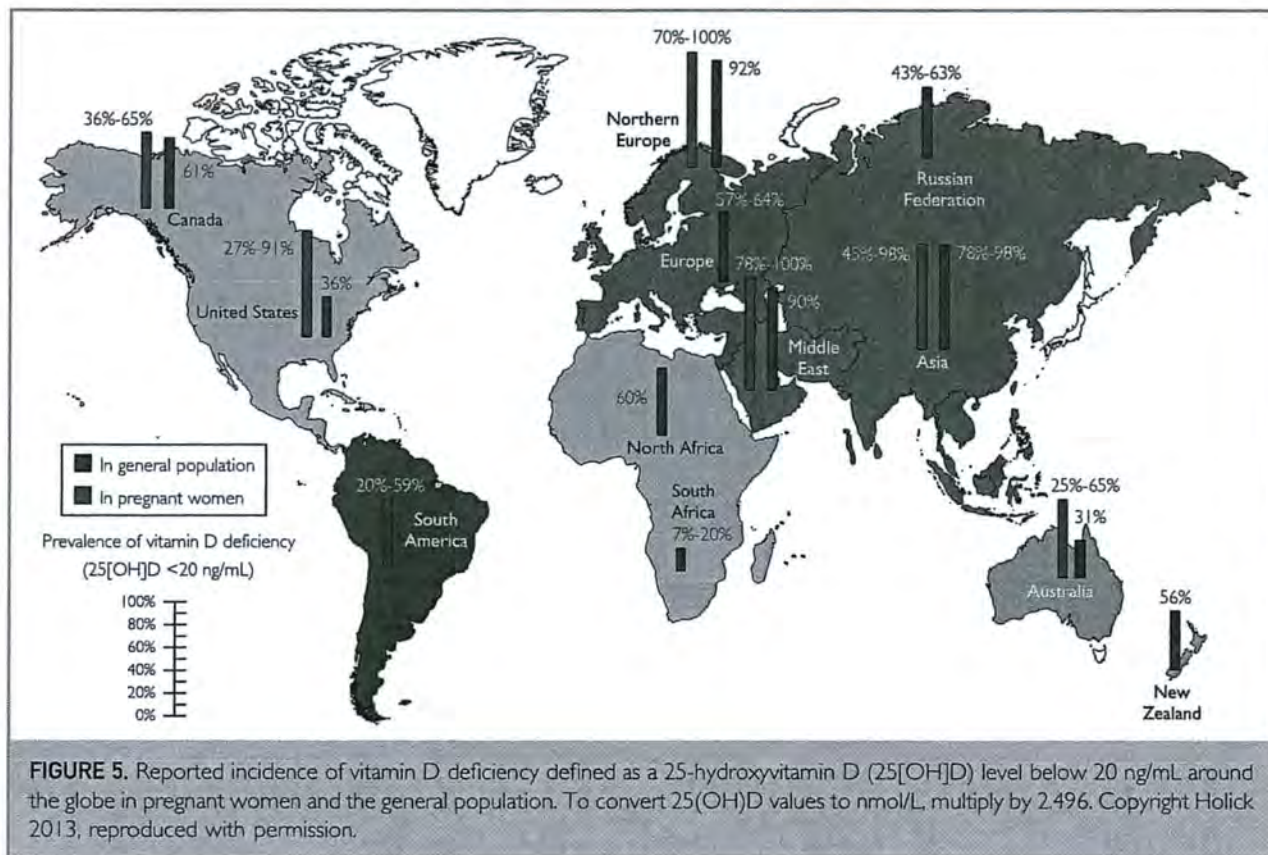 70%-100%
92%
43%-63%
36%-65%
Northern
Europe
61%
Canada
Russian
Federation
57%-64%
27%-91%
Europe
78%-100%
45%-98%
78%-98%
36%
90%
United States
Middle
East
Asia
60%
North Africa
In general population
In pregnant women
20%-59%
South
America
South
Africa
7%-20%
25%-65%
31%
Australia
Prevalence of vitamin D deficiency
(25[OH]D <20 ng/mL)
100%
80%
60%
40%
20%
0%
56%
New
Zealand
FIGURE 5. Reported incidence of vitamin D deficiency defined as a 25-hydroxyvitamin D (25[OH]D) level below 20 ng/mL around
the globe in pregnant women and the general population. To convert 25(OH)D values to nmol/L, multiply by 2.496. Copyright Holick
2013, reproduced with permission.